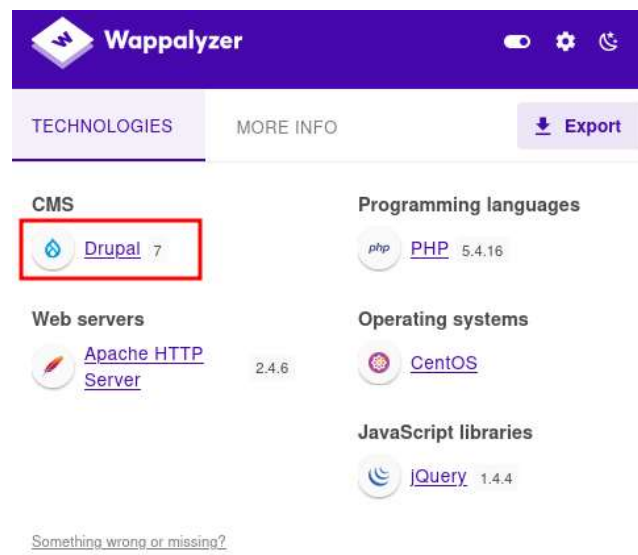 Wappalyzer
TECHNOLOGIES
MORE INFO
Export
CMS
Drupal 7
Web servers
Apache HTTP
Server 2.4.6
Programming languages
php PHP 5.4.16
Operating systems
CentOS
JavaScript libraries
jQuery 1.4.4
Something wrong or missing?